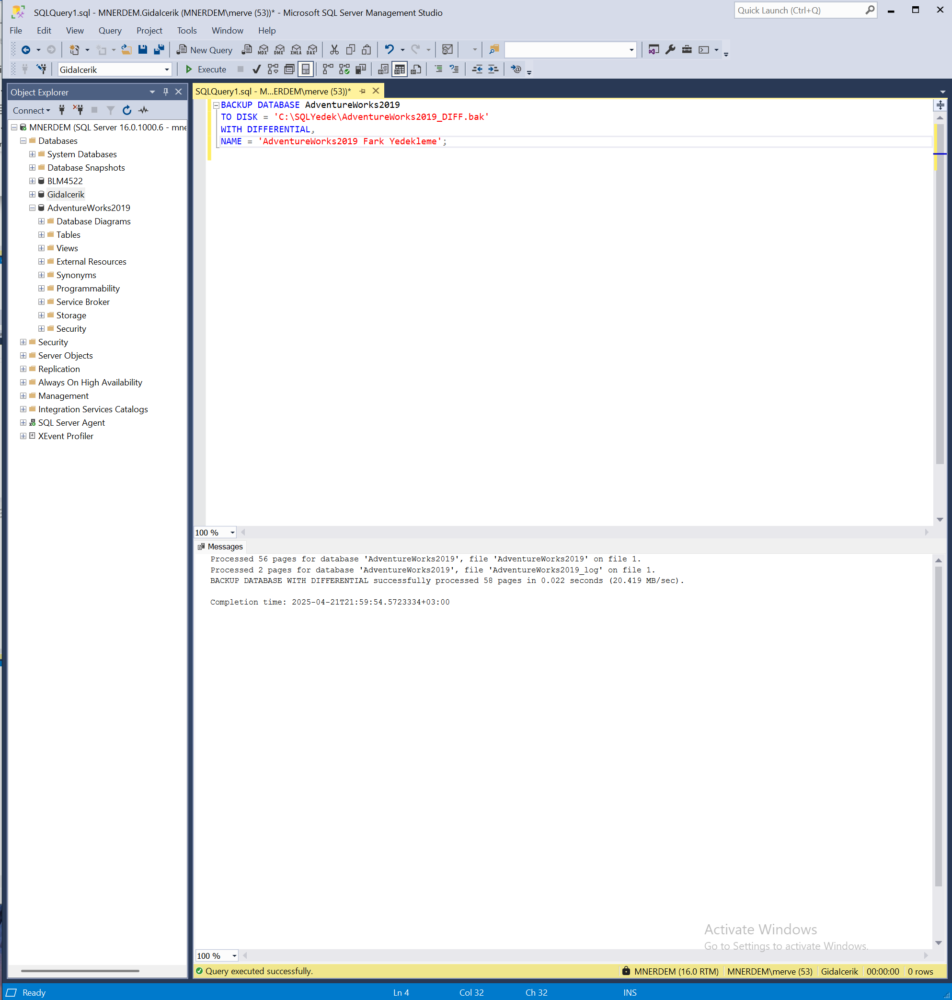 SQLQuery1.sql - MNERDEM.GidaIcerik (MNERDEM\merve (53))* - Microsoft SQL Server Management Studio
Quick Launch (Ctrl+Q)
File Edit View Query Project Tools Window Help
New Query MDX DMX XMLA DAX
GidaIcerik Execute
Object Explorer
SQLQuery1.sql - M...ERDEM\merve (53))*
Connect
MNERDEM (SQL Server 16.0.1000.6 - mne
Databases
System Databases
Database Snapshots
BLM4522
GidaIcerik
AdventureWorks2019
Database Diagrams
Tables
Views
External Resources
Synonyms
Programmability
Service Broker
Storage
Security
Security
Server Objects
Replication
Always On High Availability
Management
Integration Services Catalogs
SQL Server Agent
XEvent Profiler
BACKUP DATABASE AdventureWorks2019
TO DISK = 'C:\SQLYedek\AdventureWorks2019_DIFF.bak'
WITH DIFFERENTIAL,
NAME = 'AdventureWorks2019 Fark Yedekleme';
100 %
Messages
Processed 56 pages for database 'AdventureWorks2019', file 'AdventureWorks2019' on file 1.
Processed 2 pages for database 'AdventureWorks2019', file 'AdventureWorks2019_log' on file 1.
BACKUP DATABASE WITH DIFFERENTIAL successfully processed 58 pages in 0.022 seconds (20.419 MB/sec).
Completion time: 2025-04-21T21:59:54.5723334+03:00
Activate Windows
Go to Settings to activate Windows.
100 %
Query executed successfully.
MNERDEM (16.0 RTM) MNERDEM\merve (53) GidaIcerik 00:00:00 0 rows
Ready Ln 4 Col 32 Ch 32 INS